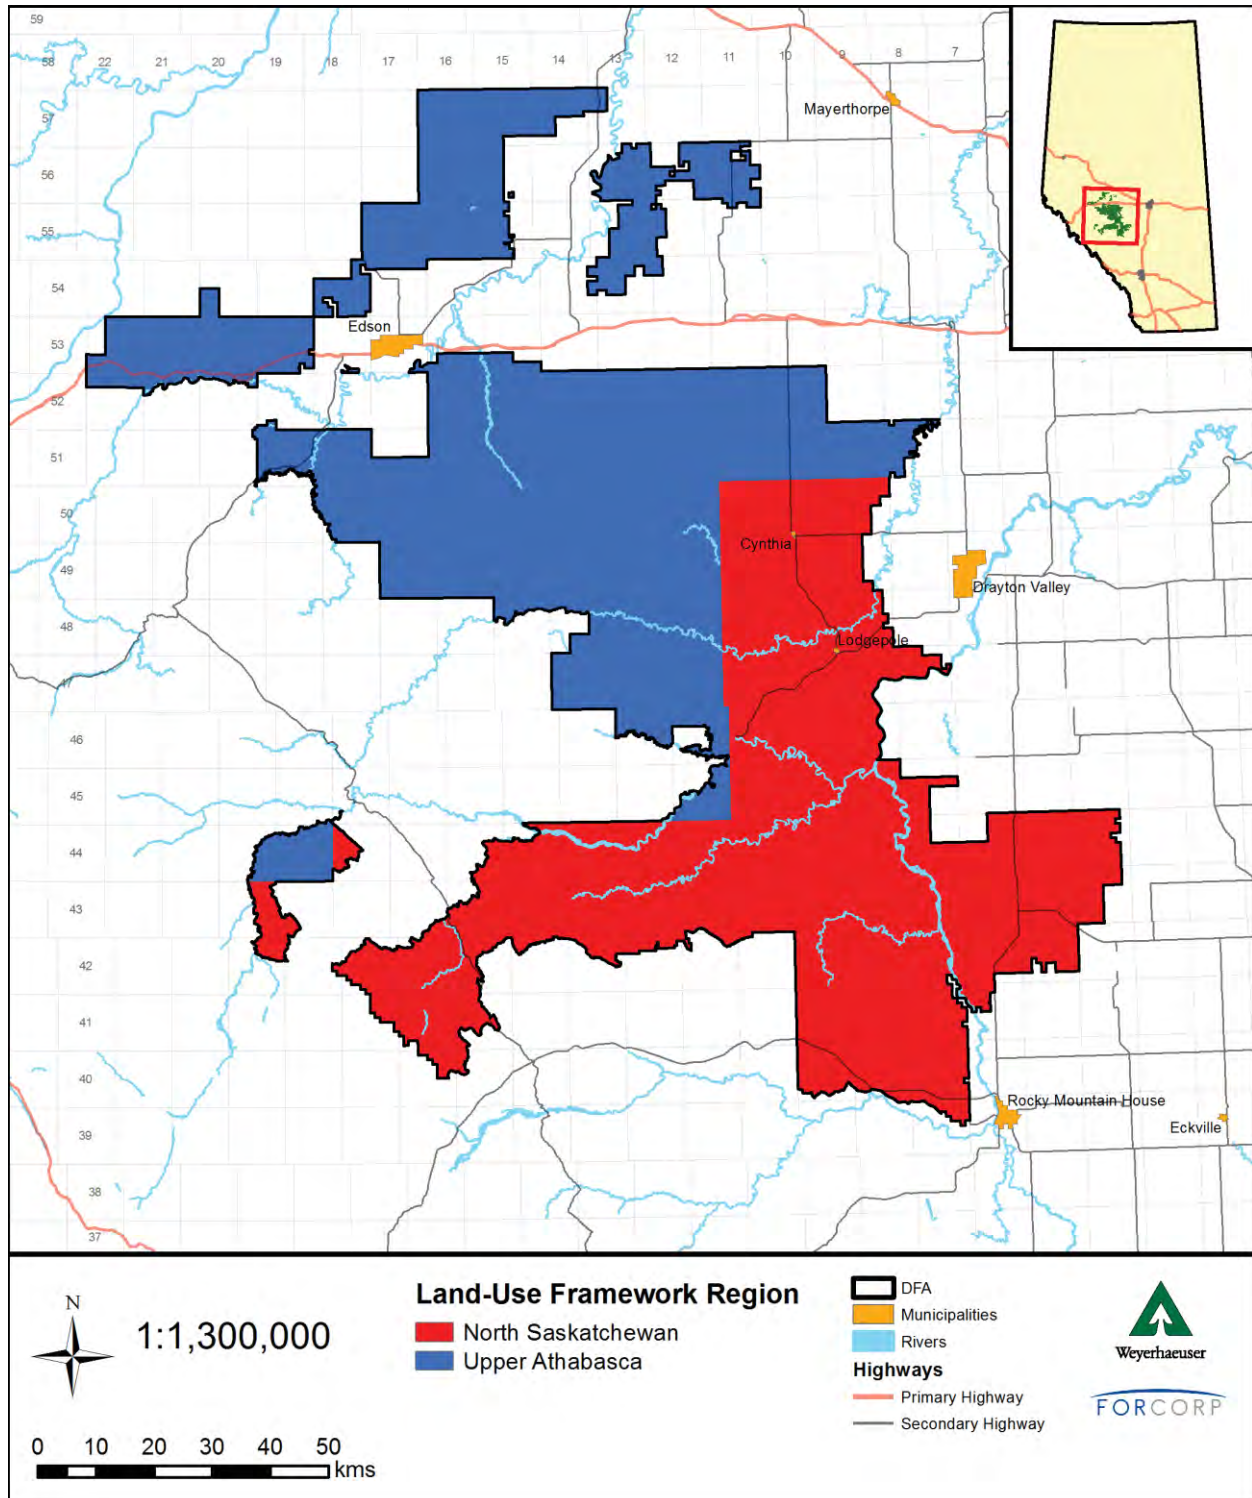 59
58 22 21 20 19 18 17 16 15 14 13 12 11 10 9 8 7
57
56
55
54
53
52
51
50
49
48
47
46
45
44
43
42
41
40
39
38
37
Mayerthorpe
Edson
Cynthia
Drayton Valley
Lodgepole
Rocky Mountain House
Eckville
N
1:1,300,000
0 10 20 30 40 50
kms
Land-Use Framework Region
North Saskatchewan
Upper Athabasca
DFA
Municipalities
Rivers
Highways
Primary Highway
Secondary Highway
Weyerhaeuser
FORCORP